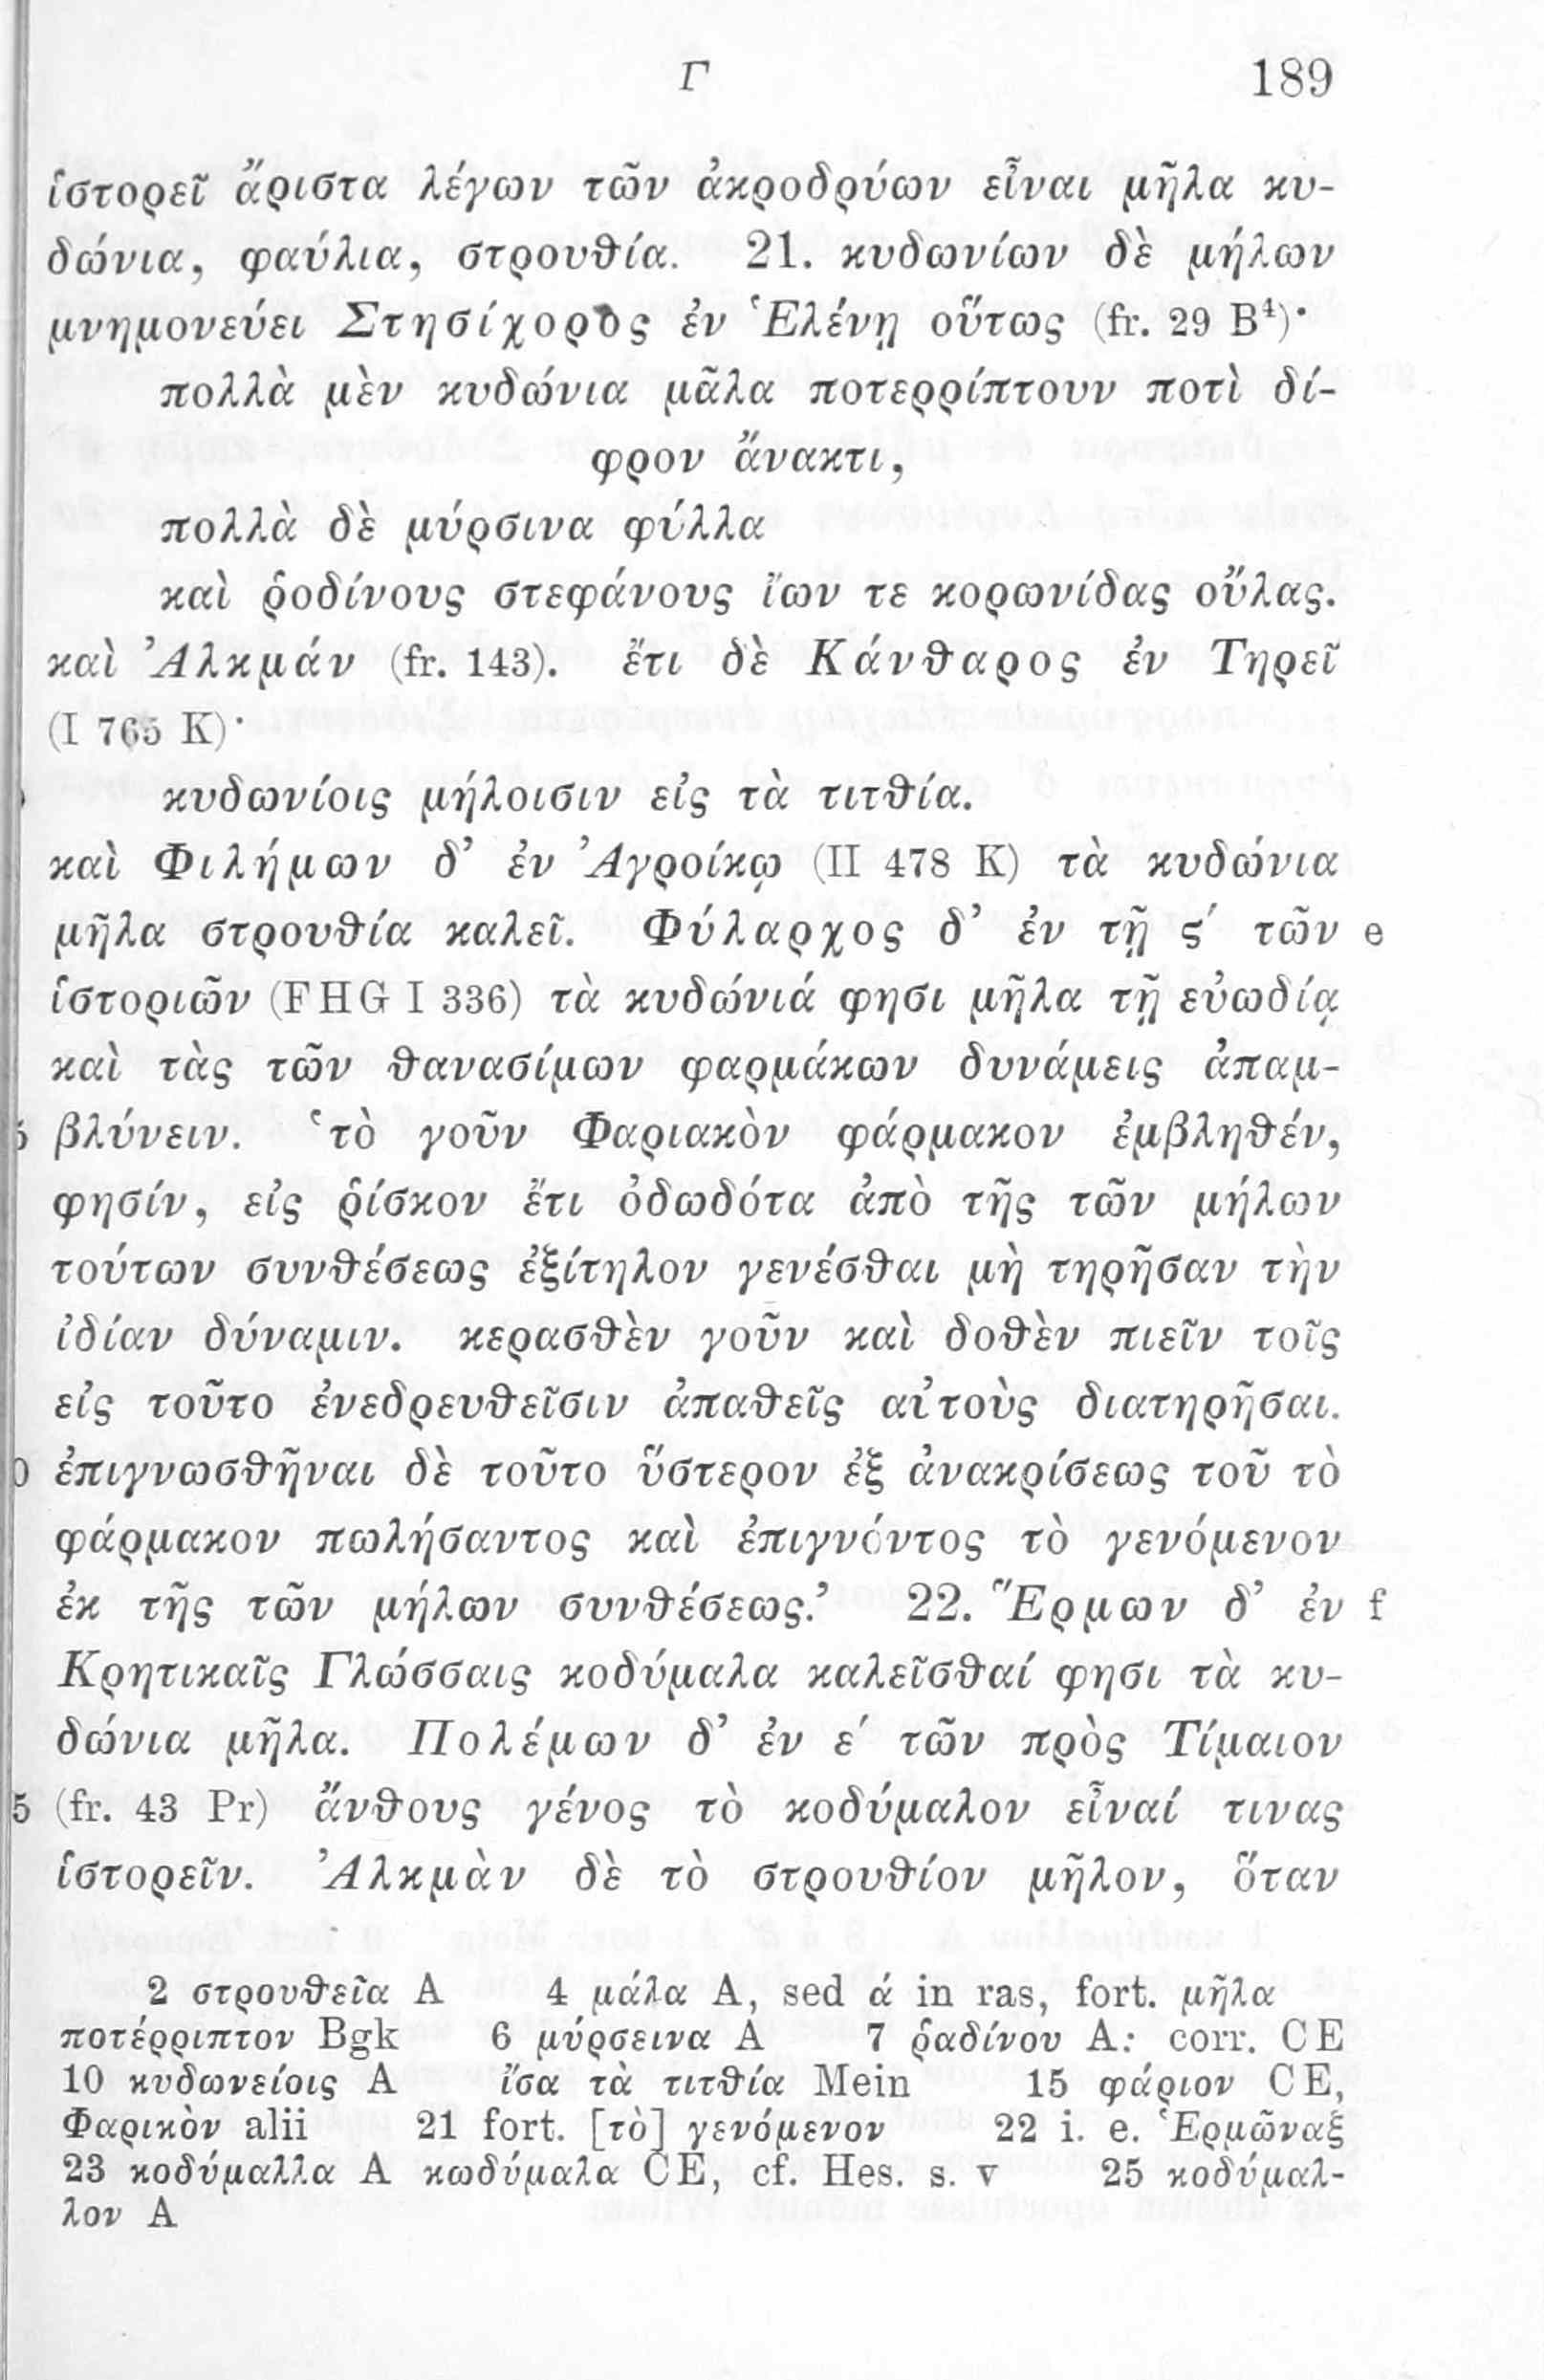 Γ 189
ἱστορεῖ ἄριστα λέγων τῶν ἀκροδρύων εἶναι μῆλα κυ-
δώνια, φαύλια, στρουθία. 21. κυδωνίων δὲ μήλων
μνημονεύει Στησίχορος ἐν Ἑλένῃ οὕτως (fr. 29 B⁴)·
πολλὰ μὲν κυδώνια μᾶλα ποτερρίπτουν ποτὶ δί-
φρον ἄνακτι,
πολλὰ δὲ μύρσινα φύλλα
καὶ ῥοδίνους στεφάνους ἴων τε κορωνίδας οὔλας.
καὶ Ἀλκμάν (fr. 143). ἔτι δὲ Κάνθαρος ἐν Τηρεῖ
(I 765 K)·
κυδωνίοις μήλοισιν εἰς τὰ τιτθία.
καὶ Φιλήμων δ’ ἐν Ἀγροίκῳ (II 478 K) τὰ κυδώνια
μῆλα στρουθία καλεῖ. Φύλαρχος δ’ ἐν τῇ ϛ΄ τῶν e
ἱστοριῶν (FHG I 336) τὰ κυδώνιά φησι μῆλα τῇ εὐωδίᾳ
καὶ τὰς τῶν θανασίμων φαρμάκων δυνάμεις ἀπαμ-
5 βλύνειν. ‘τὸ γοῦν Φαριακὸν φάρμακον ἐμβληθέν,
φησίν, εἰς ῥίσκον ἔτι ὀδωδότα ἀπὸ τῆς τῶν μήλων
τούτων συνθέσεως ἐξίτηλον γενέσθαι μὴ τηρῆσαν τὴν
ἰδίαν δύναμιν. κερασθὲν γοῦν καὶ δοθὲν πιεῖν τοῖς
εἰς τοῦτο ἐνεδρευθεῖσιν ἀπαθεῖς αὐτοὺς διατηρῆσαι.
0 ἐπιγνωσθῆναι δὲ τοῦτο ὕστερον ἐξ ἀνακρίσεως τοῦ τὸ
φάρμακον πωλήσαντος καὶ ἐπιγνόντος τὸ γενόμενον
ἐκ τῆς τῶν μήλων συνθέσεως.’ 22. Ἕρμων δ’ ἐν f
Κρητικαῖς Γλώσσαις κοδύμαλα καλεῖσθαί φησι τὰ κυ-
δώνια μῆλα. Πολέμων δ’ ἐν ε΄ τῶν πρὸς Τίμαιον
5 (fr. 43 Pr) ἄνθους γένος τὸ κοδύμαλον εἶναί τινας
ἱστορεῖν. Ἀλκμὰν δὲ τὸ στρουθίον μῆλον, ὅταν
2 στρουθεῖα A 4 μάλα A, sed ά in ras, fort. μῆλα
ποτέρριπτον Bgk 6 μύρσεινα A 7 ῥαδίνου A: corr. CE
10 κυδωνείοις A ἴσα τὰ τιτθία Mein 15 φάριον CE,
Φαρικὸν alii 21 fort. [τὸ] γενόμενον 22 i. e. Ἑρμῶναξ
23 κοδύμαλλα A κωδύμαλα CE, cf. Hes. s. v 25 κοδύμαλ-
λον A